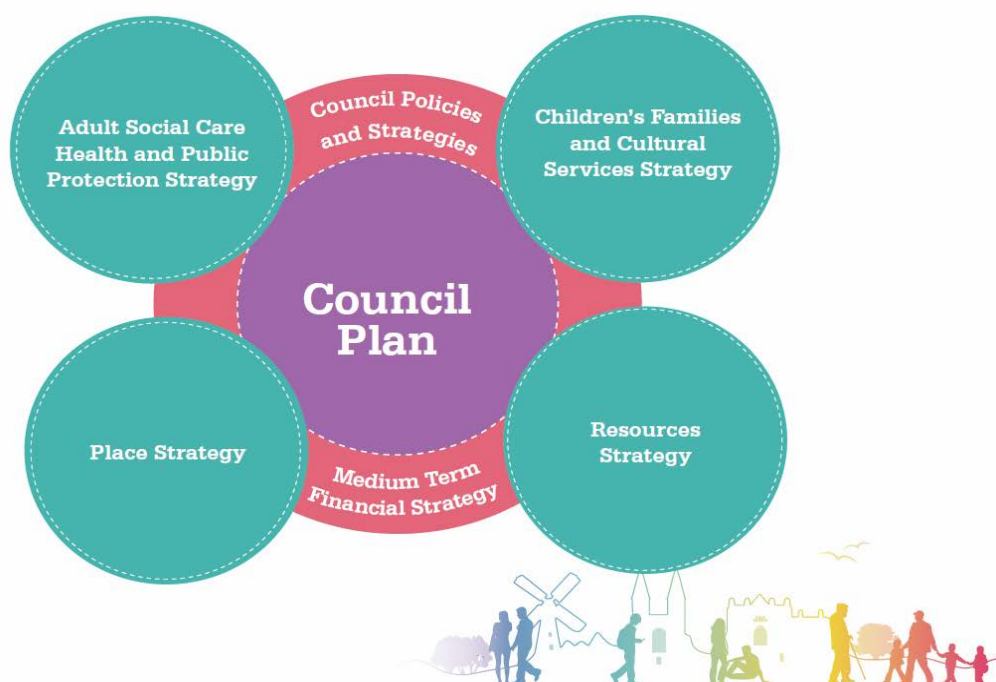 Adult Social Care
Health and Public
Protection Strategy
Council Policies
and Strategies
Children's Families
and Cultural
Services Strategy
Council
Plan
Place Strategy
Resources
Strategy
Medium Term
Financial Strategy